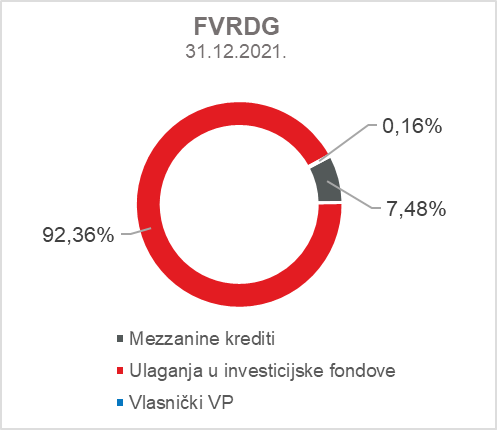 FVRDG
31.12.2021.
0,16%
7,48%
92,36%
Mezzanine krediti
Ulaganja u investicijske fondove
Vlasnički VP